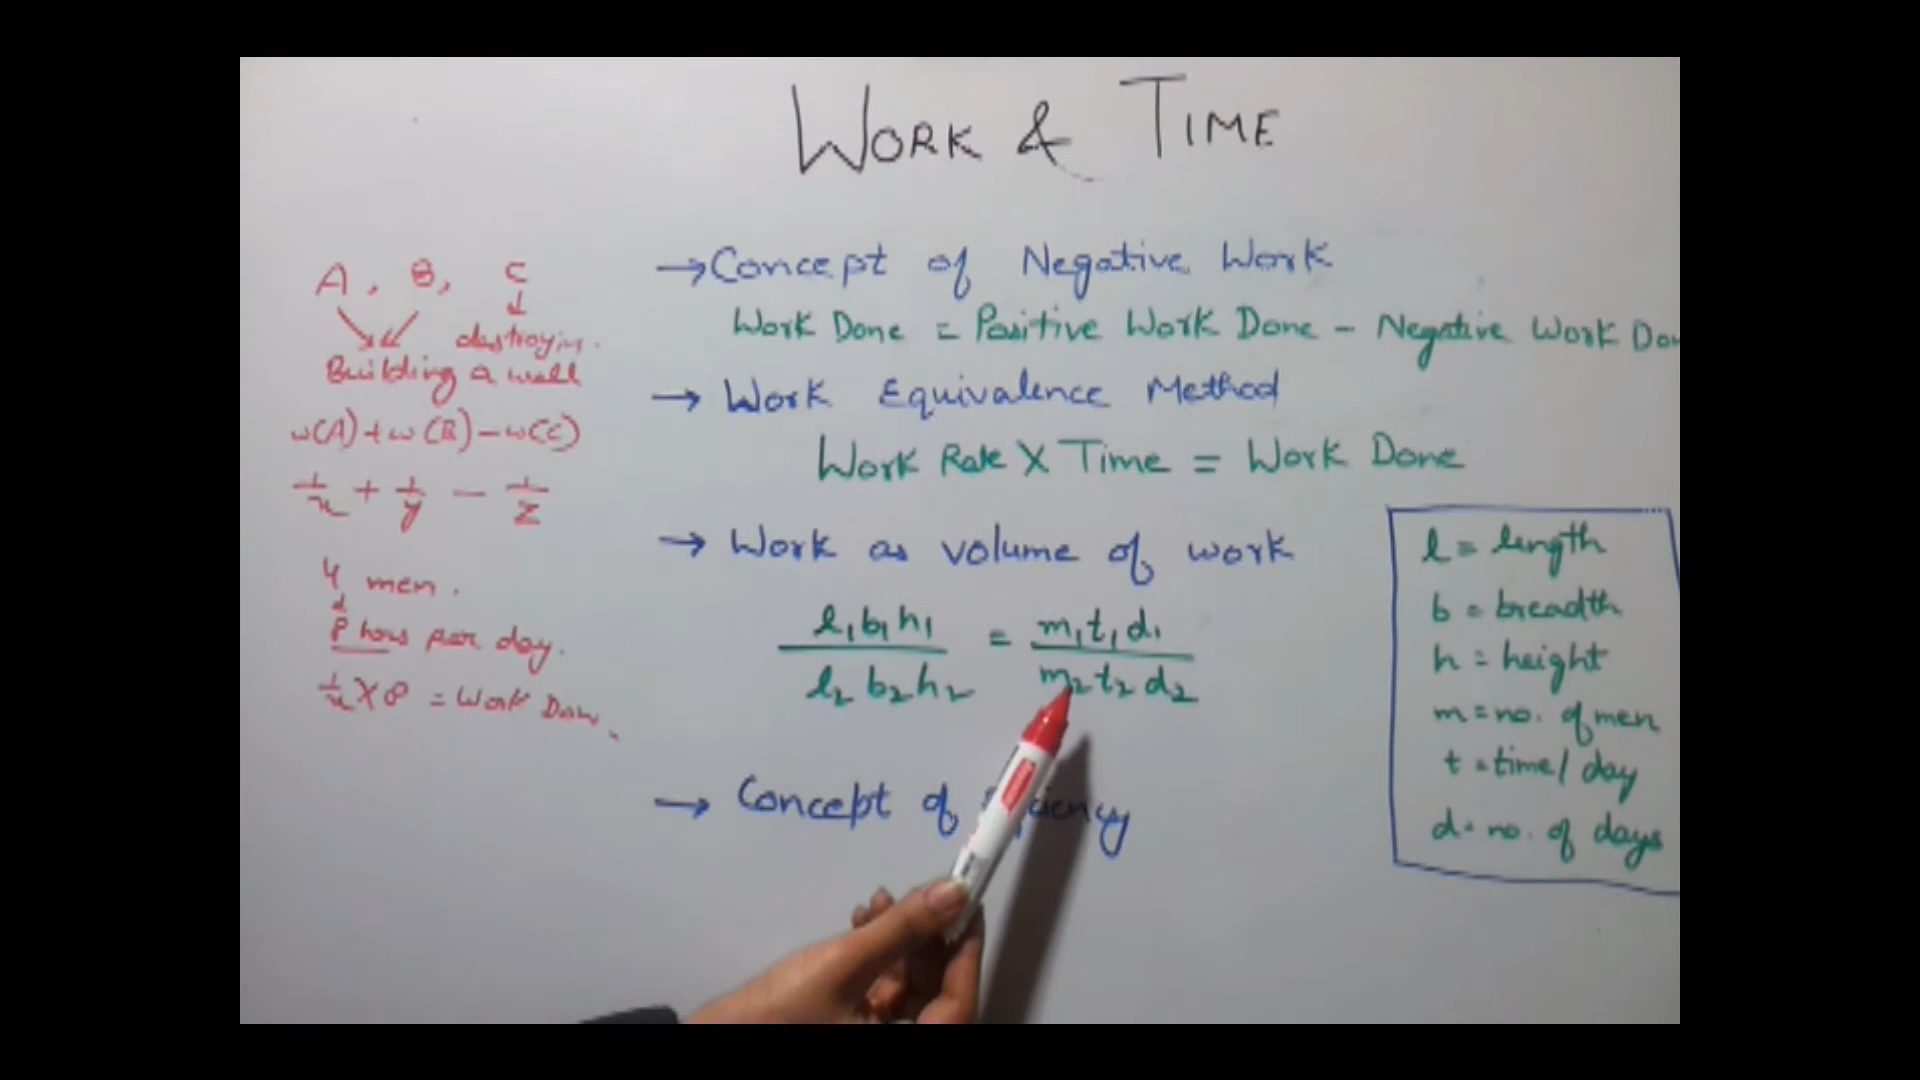 WORK & TIME
A, B, C
↓
destroying.
Building a wall
w(A) + w(B) - w(C)
1/x + 1/y - 1/z
4 men.
8 hours per day.
1/x X 8 = Work Done
→ Concept of Negative Work
Work Done = Positive Work Done - Negative Work Don
→ Work Equivalence Method
Work Rate X Time = Work Done
→ Work as volume of work
l₁b₁h₁ / l₂b₂h₂ = m₁t₁d₁ / m₂t₂d₂
→ Concept of
l = length
b = breadth
h = height
m = no. of men
t = time/day
d = no. of days